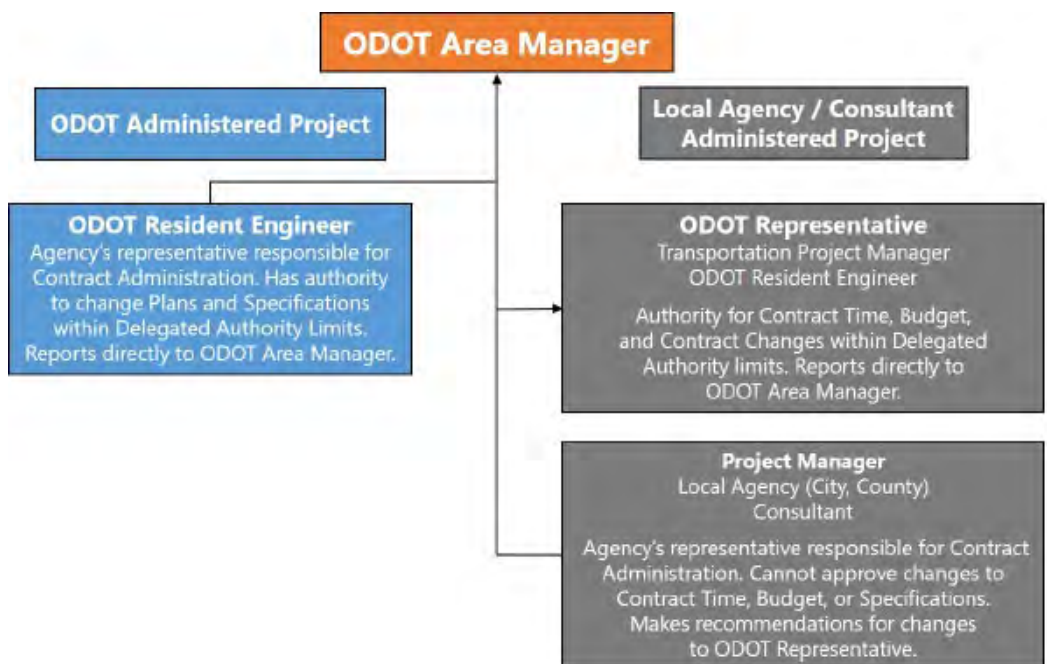 ODOT Area Manager
ODOT Administered Project
Local Agency / Consultant
Administered Project
ODOT Resident Engineer
Agency's representative responsible for
Contract Administration. Has authority
to change Plans and Specifications
within Delegated Authority Limits.
Reports directly to ODOT Area Manager.
ODOT Representative
Transportation Project Manager
ODOT Resident Engineer
Authority for Contract Time, Budget,
and Contract Changes within Delegated
Authority limits. Reports directly to
ODOT Area Manager.
Project Manager
Local Agency (City, County)
Consultant
Agency's representative responsible for Contract
Administration. Cannot approve changes to
Contract Time, Budget, or Specifications.
Makes recommendations for changes
to ODOT Representative.